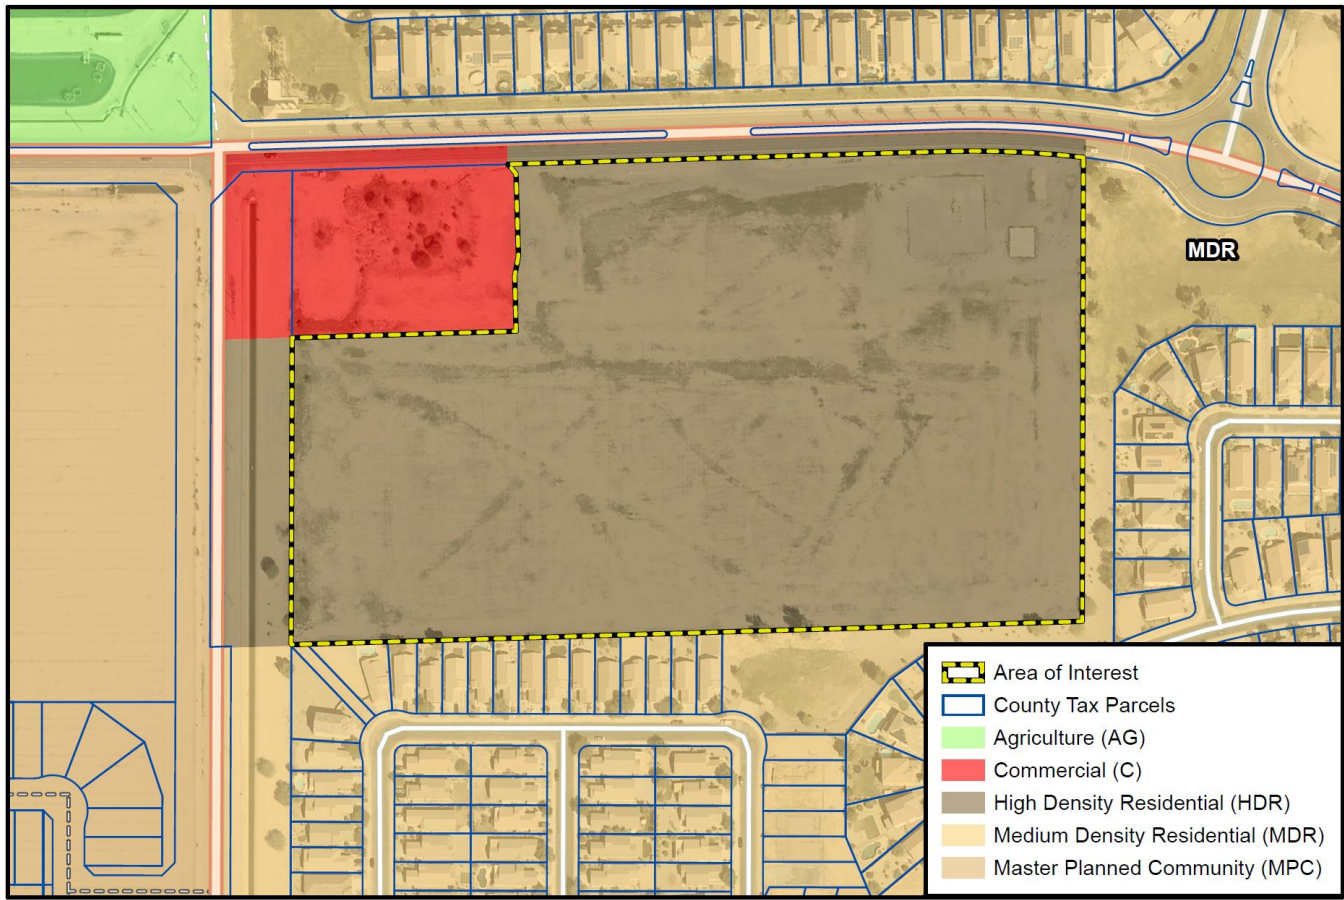 MDR
Area of Interest
County Tax Parcels
Agriculture (AG)
Commercial (C)
High Density Residential (HDR)
Medium Density Residential (MDR)
Master Planned Community (MPC)